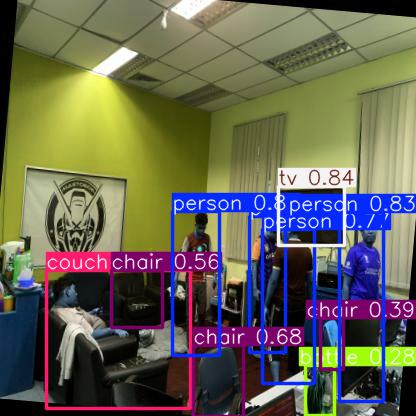 tv 0.84
person 0.8
person 0.83
person 0.77
couch
chair 0.56
chair 0.39
chair 0.68
bottle 0.28